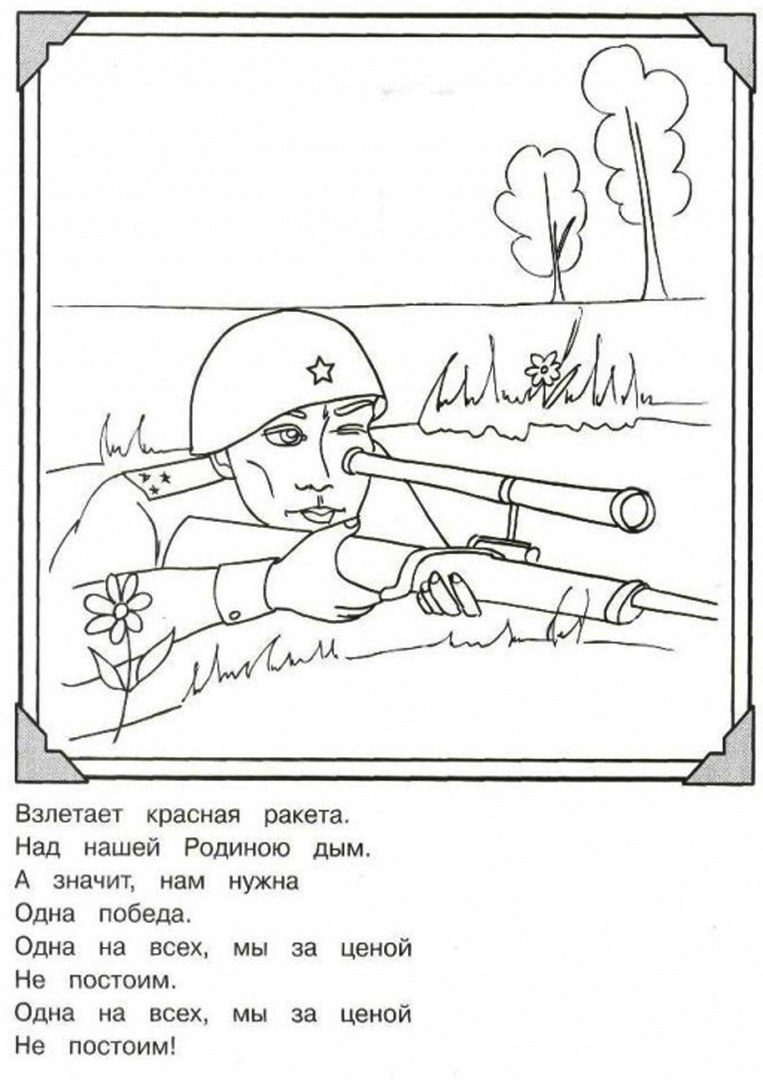 Взлетает красная ракета.
Над нашей Родиною дым.
А значит, нам нужна
Одна победа.
Одна на всех, мы за ценой
Не постоим.
Одна на всех, мы за ценой
Не постоим!